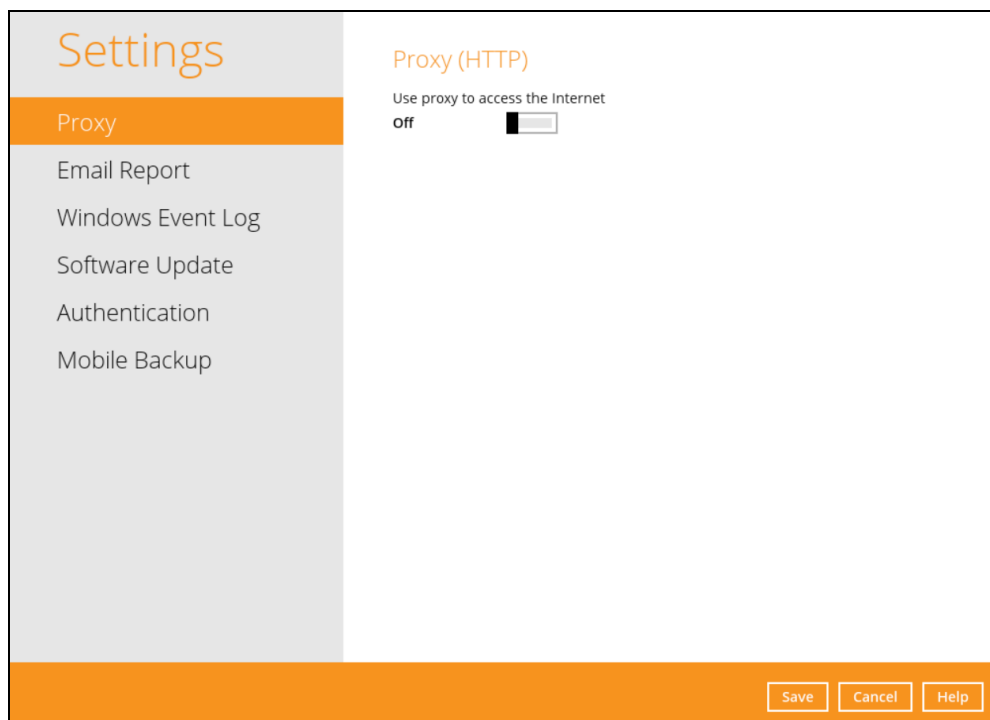 Settings
Proxy
Email Report
Windows Event Log
Software Update
Authentication
Mobile Backup
Proxy (HTTP)
Use proxy to access the Internet
Off
Save Cancel Help